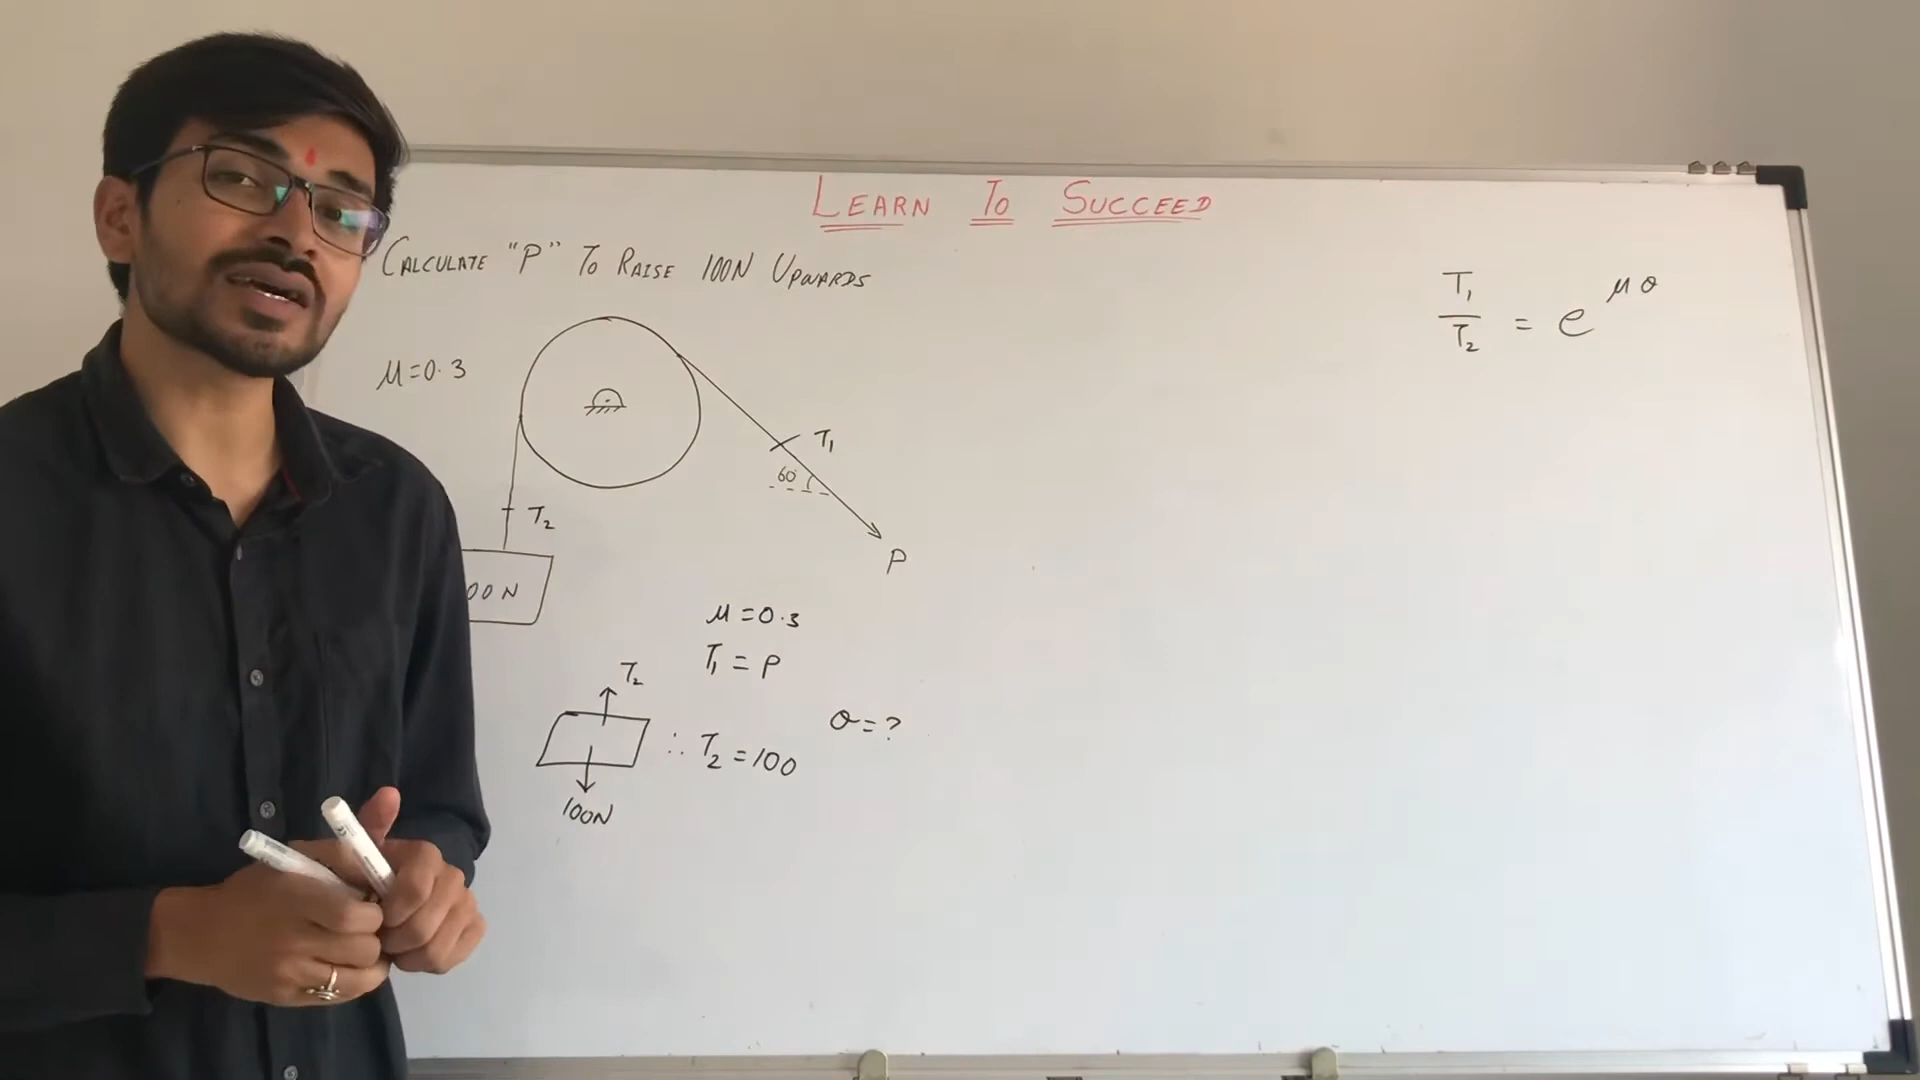 LEARN TO SUCCEED
CALCULATE "P" TO RAISE 100N UPWARDS
T₁
T₂
= e^μθ
μ=0.3
T₁
60°
T₂
P
00N
μ=0.3
T₁=P
T₂
θ=?
∴ T₂=100
100N